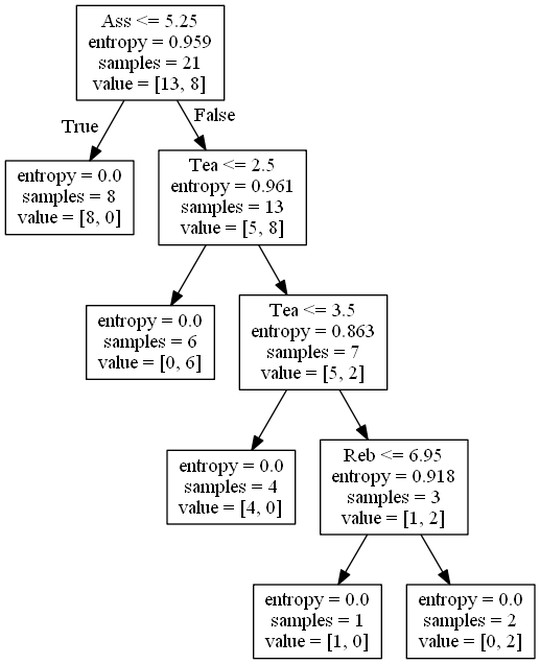 Ass <= 5.25
entropy = 0.959
samples = 21
value = [13, 8]
True
False
entropy = 0.0
samples = 8
value = [8, 0]
Tea <= 2.5
entropy = 0.961
samples = 13
value = [5, 8]
entropy = 0.0
samples = 6
value = [0, 6]
Tea <= 3.5
entropy = 0.863
samples = 7
value = [5, 2]
entropy = 0.0
samples = 4
value = [4, 0]
Reb <= 6.95
entropy = 0.918
samples = 3
value = [1, 2]
entropy = 0.0
samples = 1
value = [1, 0]
entropy = 0.0
samples = 2
value = [0, 2]